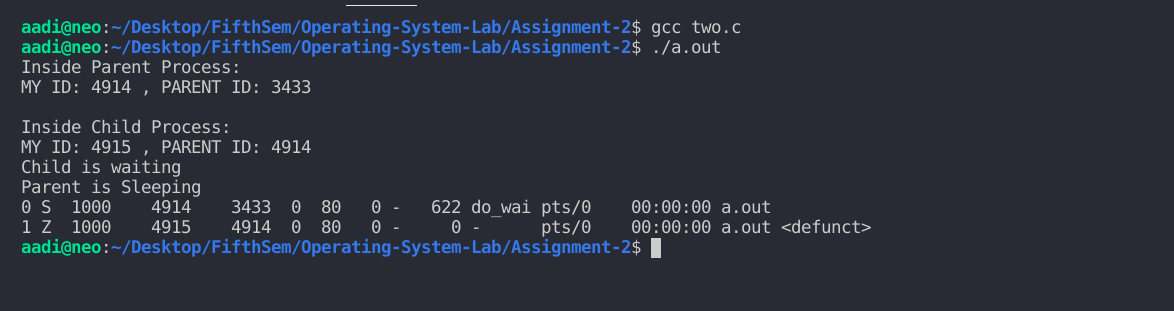 aadi@neo:~/Desktop/FifthSem/Operating-System-Lab/Assignment-2$ gcc two.c
aadi@neo:~/Desktop/FifthSem/Operating-System-Lab/Assignment-2$ ./a.out
Inside Parent Process:
MY ID: 4914 , PARENT ID: 3433
Inside Child Process:
MY ID: 4915 , PARENT ID: 4914
Child is waiting
Parent is Sleeping
0 S  1000    4914    3433  0  80   0 -   622 do_wai pts/0    00:00:00 a.out
1 Z  1000    4915    4914  0  80   0 -     0 -      pts/0    00:00:00 a.out <defunct>
aadi@neo:~/Desktop/FifthSem/Operating-System-Lab/Assignment-2$